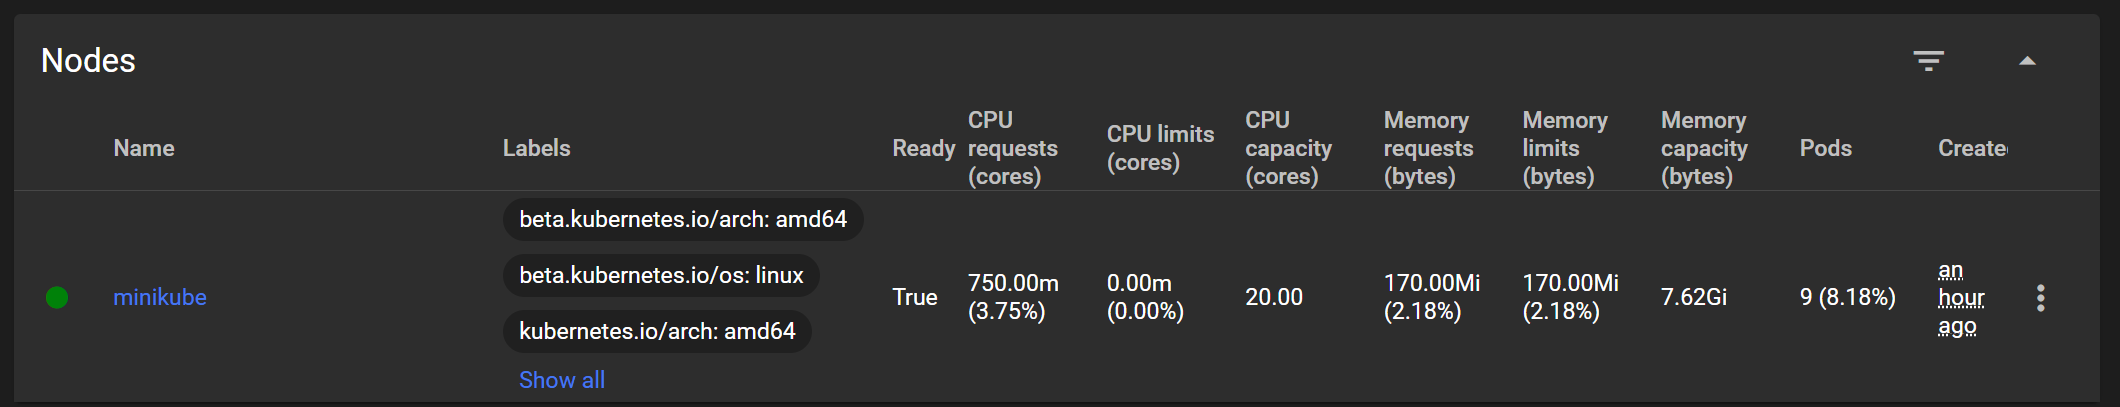 Nodes
Name
Labels
Ready
CPU
requests
(cores)
CPU limits
(cores)
CPU
capacity
(cores)
Memory
requests
(bytes)
Memory
limits
(bytes)
Memory
capacity
(bytes)
Pods
Create
minikube
beta.kubernetes.io/arch: amd64
beta.kubernetes.io/os: linux
kubernetes.io/arch: amd64
Show all
True
750.00m
(3.75%)
0.00m
(0.00%)
20.00
170.00Mi
(2.18%)
170.00Mi
(2.18%)
7.62Gi
9 (8.18%)
an
hour
ago